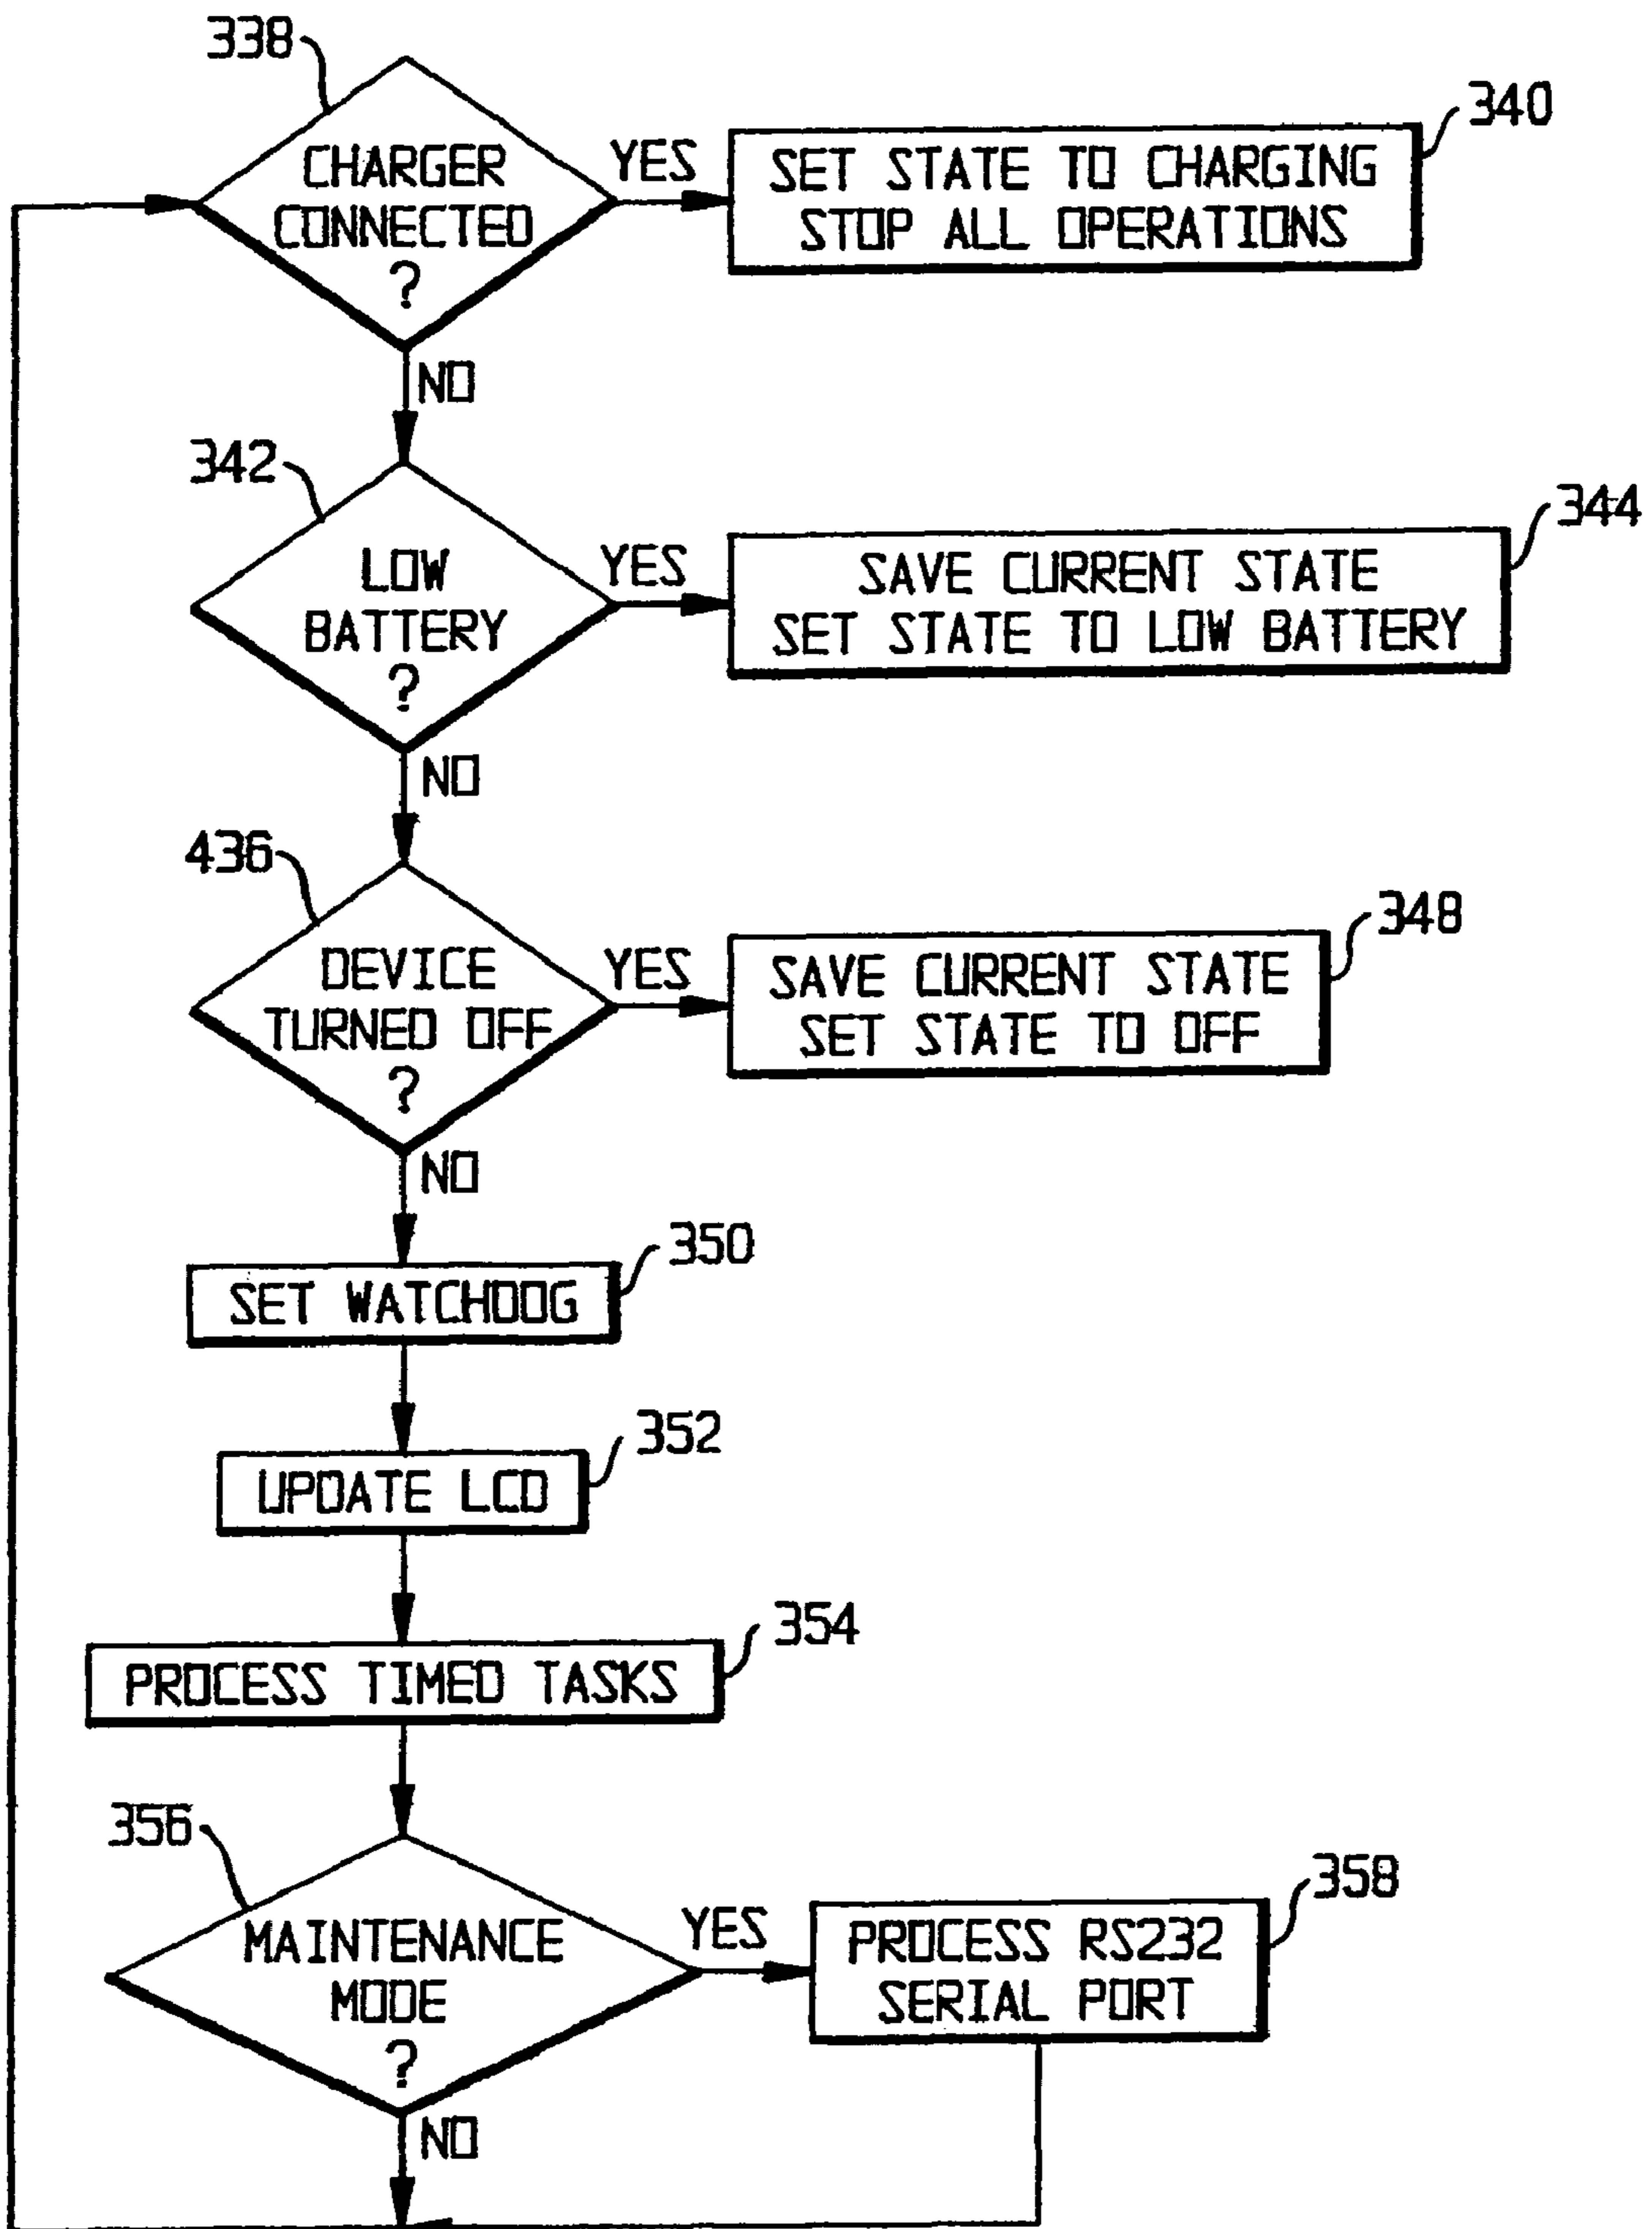 338
CHARGER
CONNECTED
?
YES
340
SET STATE TO CHARGING
STOP ALL OPERATIONS
NO
342
LOW
BATTERY
?
YES
344
SAVE CURRENT STATE
SET STATE TO LOW BATTERY
NO
436
DEVICE
TURNED OFF
?
YES
348
SAVE CURRENT STATE
SET STATE TO OFF
NO
350
SET WATCHDOG
352
UPDATE LCD
354
PROCESS TIMED TASKS
356
MAINTENANCE
MODE
?
YES
358
PROCESS RS232
SERIAL PORT
NO